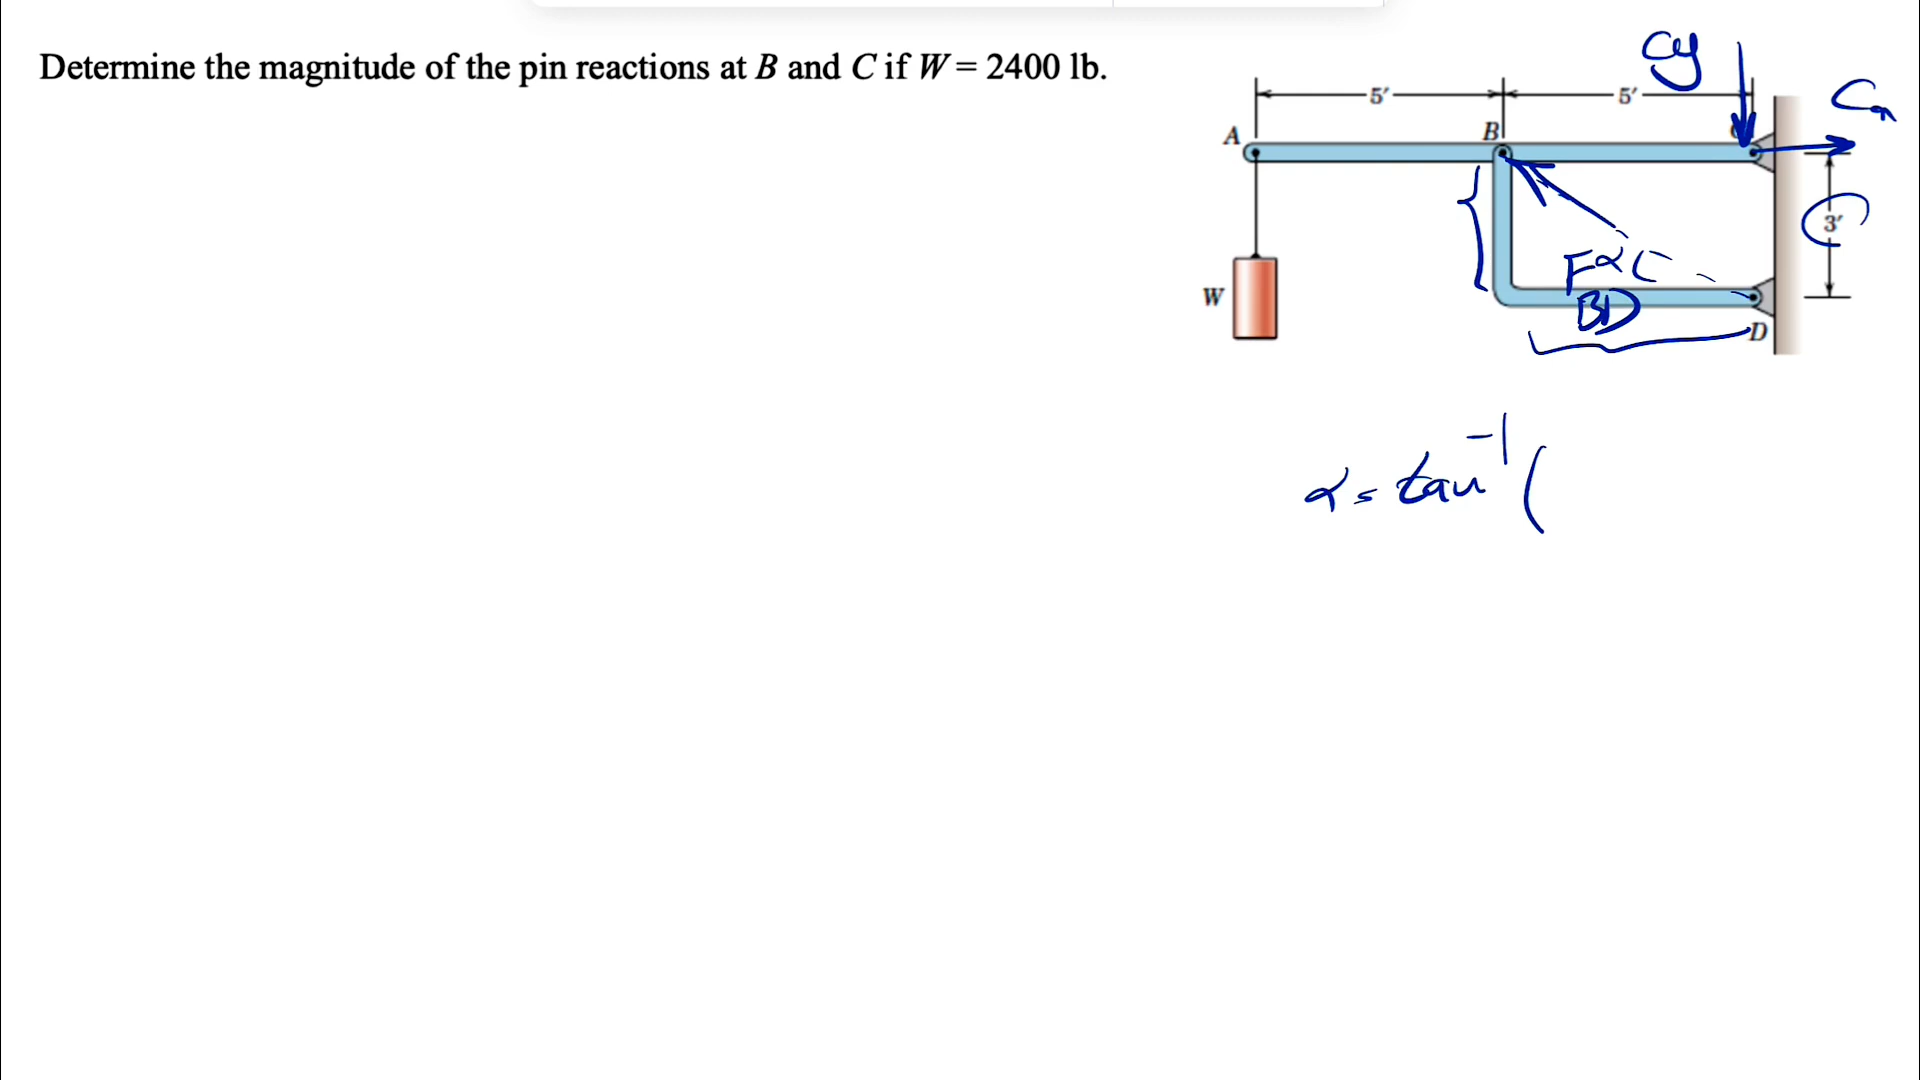 Determine the magnitude of the pin reactions at B and C if W = 2400 lb.
Cy
5′
5′
Cx
A
B
3′
F α
W
BD
D
α = tan⁻¹ (